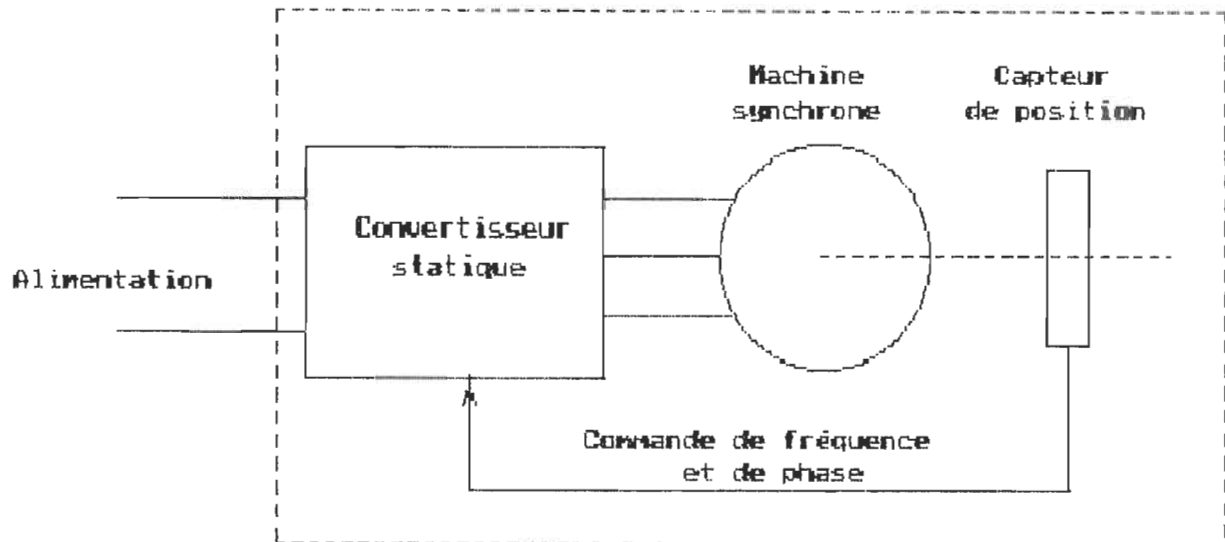 Machine
synchrone
Capteur
de position
Convertisseur
statique
Alimentation
Commande de fréquence
et de phase